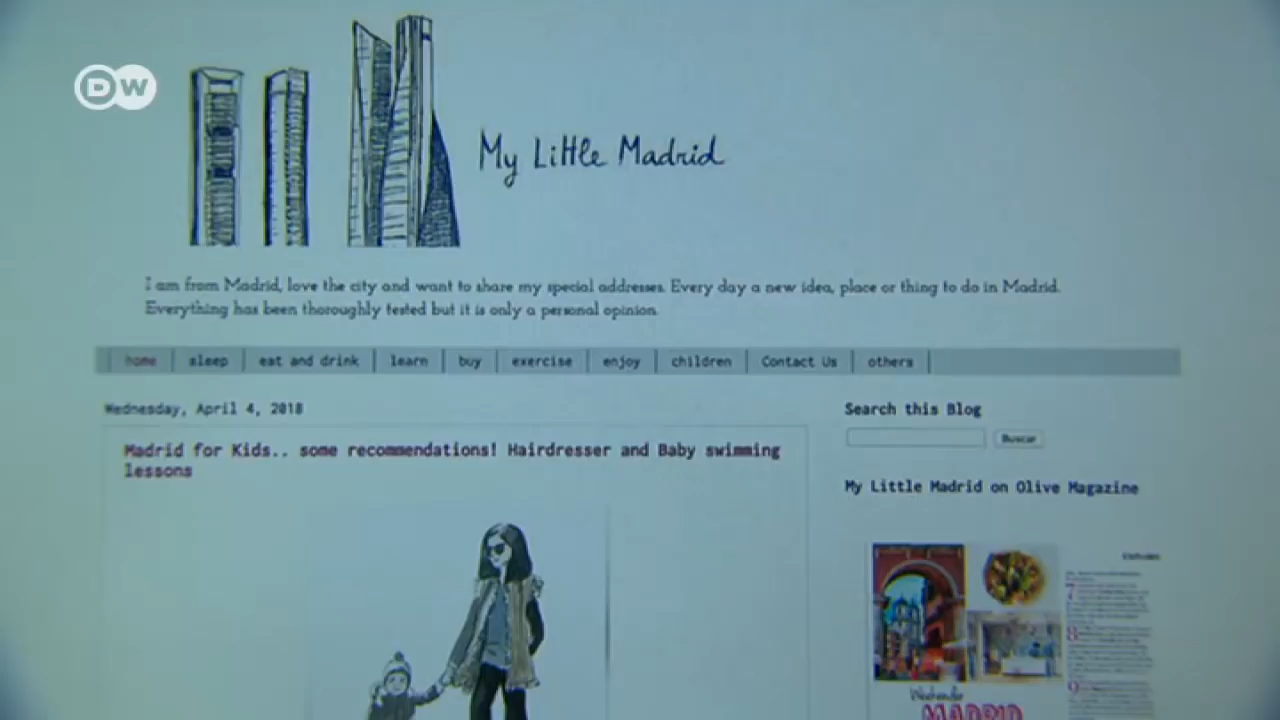 DW
My Little Madrid
I am from Madrid, love the city and want to share my special addresses. Every day a new idea, place or thing to do in Madrid.
Everything has been thoroughly tested but it is only a personal opinion.
home sleep eat and drink learn buy exercise enjoy children Contact Us others
Wednesday, April 4, 2018
Madrid for Kids.. some recommendations! Hairdresser and Baby swimming
lessons
Search this Blog
Buscar
My Little Madrid on Olive Magazine
7
8
9
Weekender
MADRID